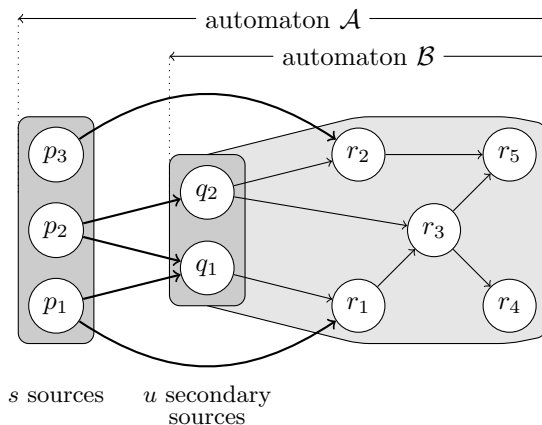 automaton 𝒜
automaton ℬ
p₃
r₂
r₅
q₂
p₂
r₃
q₁
p₁
r₁
r₄
s sources
u secondary
sources